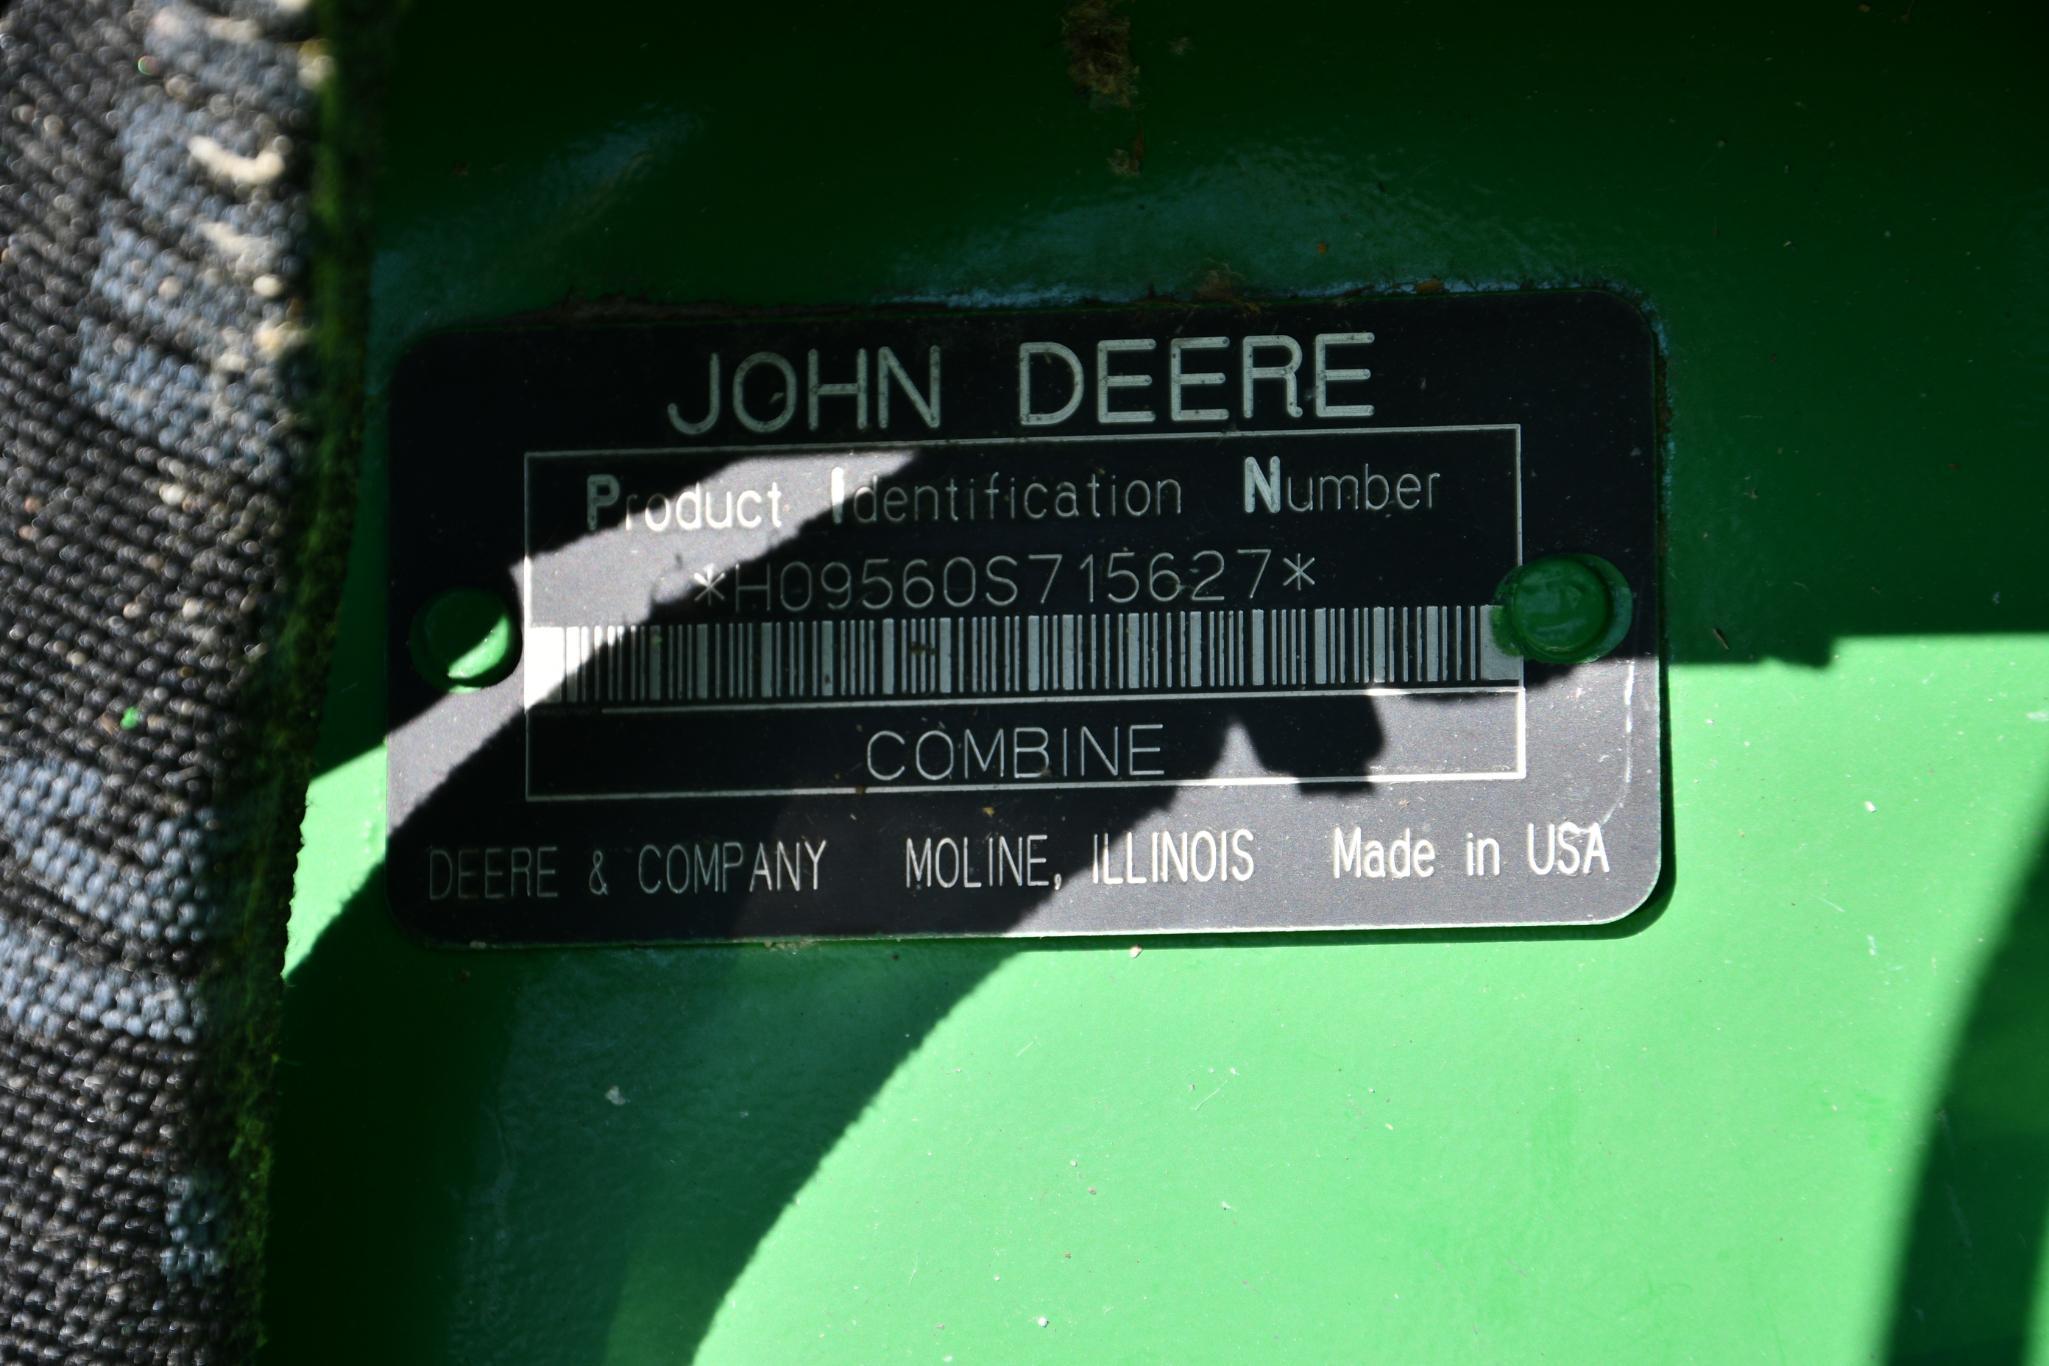 JOHN DEERE
Product Identification Number
*H09560S715627*
COMBINE
DEERE & COMPANY MOLINE, ILLINOIS Made in USA